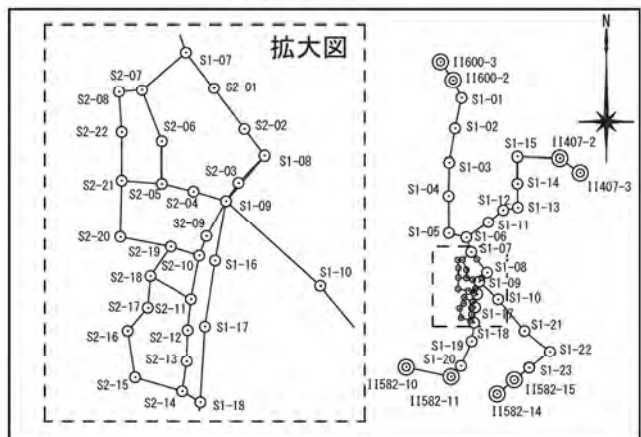 拡大図
S1-07
S2-07
S2-01
S2-08
S2-22
S2-06
S2-02
S1-08
S2-21
S2-05
S2-04
S2-03
S1-09
S2-09
S2-20
S2-19
S2-10
S1-16
S2-18
S1-10
S2-17
S2-11
S2-16
S2-12
S1-17
S2-13
S2-15
S2-14
S1-18
N
II600-3
II600-2
S1-01
S1-02
S1-15
II407-2
S1-03
II407-3
S1-14
S1-04
S1-12
S1-13
S1-11
S1-05
S1-06
S1-07
S1-08
S1-09
S1-10
S1-17
S1-18
S1-21
S1-19
S1-22
S1-20
S1-23
II582-10
II582-15
II582-11
II582-14